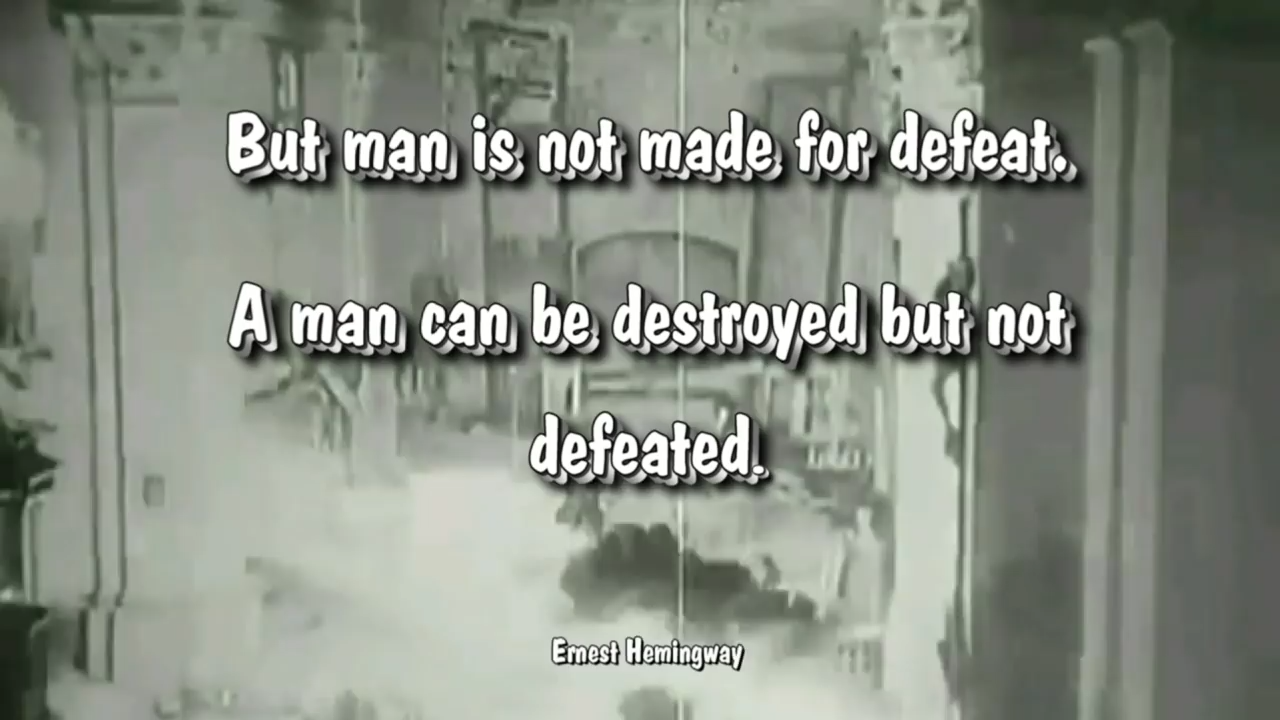 But man is not made for defeat.
A man can be destroyed but not
defeated.
Ernest Hemingway